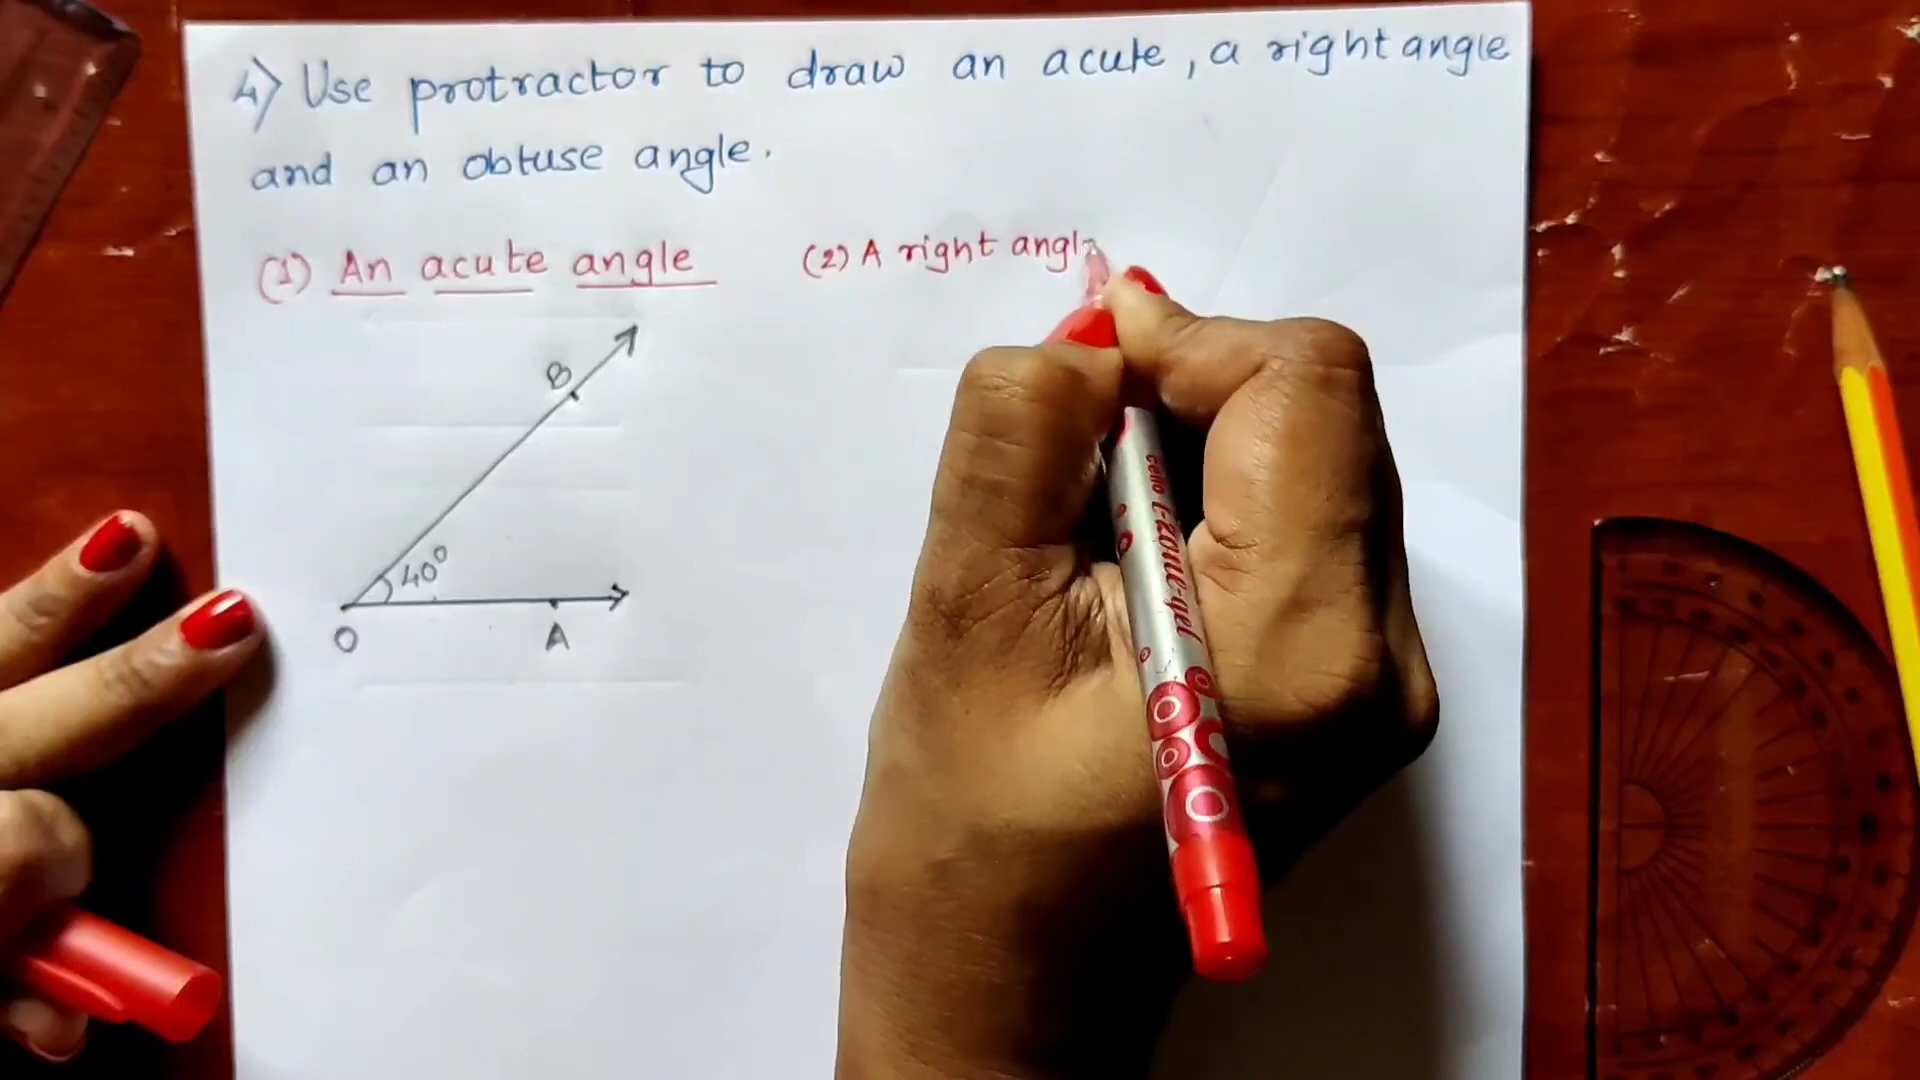 4) Use protractor to draw an acute, a right angle
and an obtuse angle.
(1) An acute angle
(2) A right angl
B
40°
O
A
cello